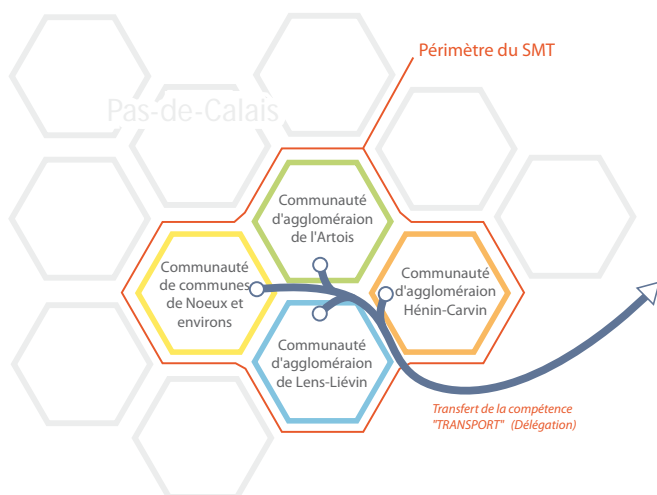 Périmètre du SMT
Pas-de-Calais
Communauté
d'aggloméraion
de l'Artois
Communauté
de communes
de Noeux et
environs
Communauté
d'aggloméraion
Hénin-Carvin
Communauté
d'aggloméraion
de Lens-Liévin
Transfert de la compétence
"TRANSPORT" (Délégation)